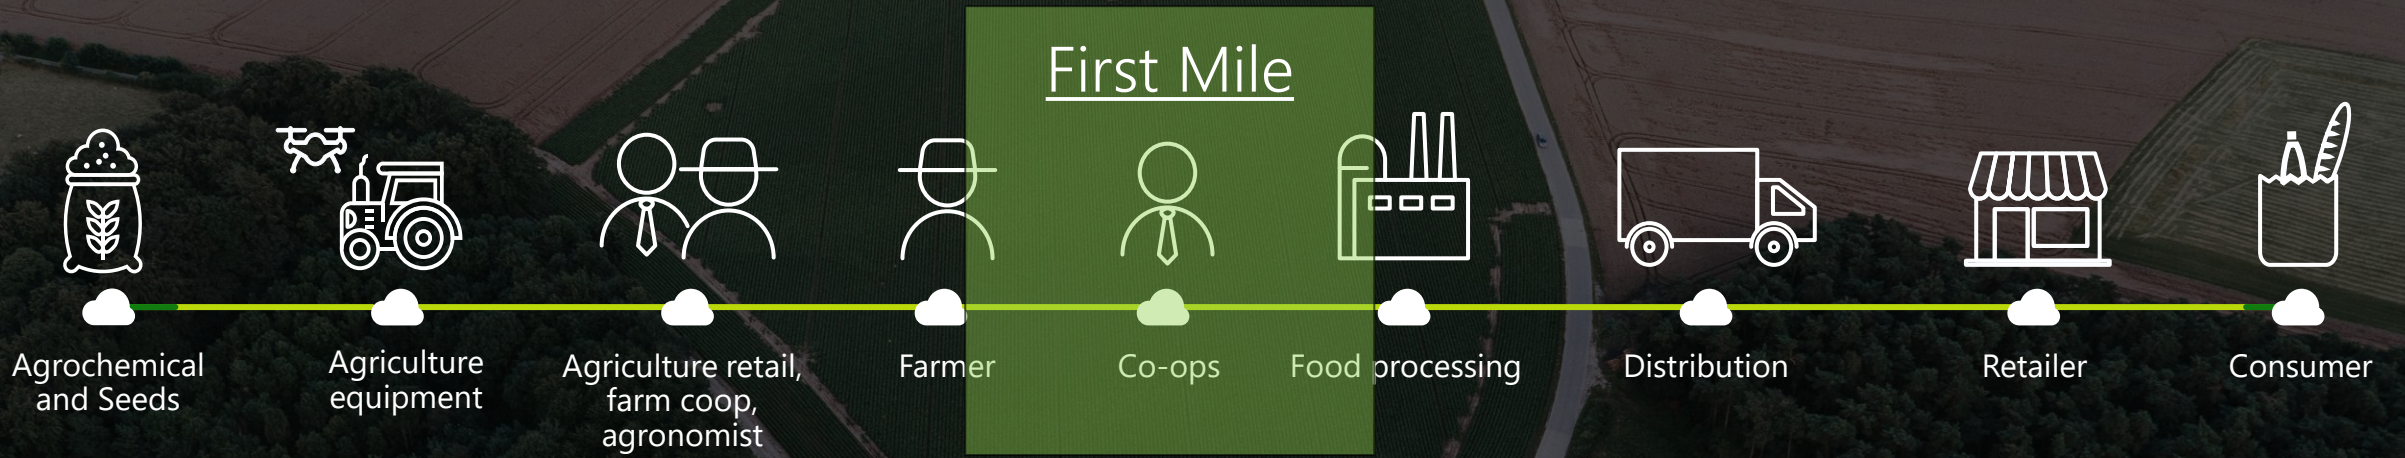 First Mile
Agrochemical
and Seeds
Agriculture
equipment
Agriculture retail,
farm coop,
agronomist
Farmer
Co-ops
Food processing
Distribution
Retailer
Consumer